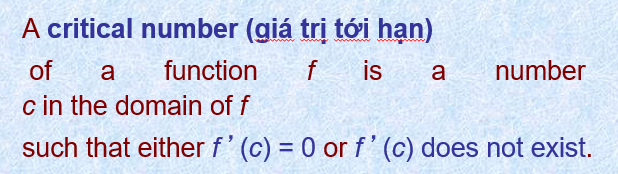 A critical number (giá trị tới hạn)
of a function f is a number
c in the domain of f
such that either f ’ (c) = 0 or f ’ (c) does not exist.